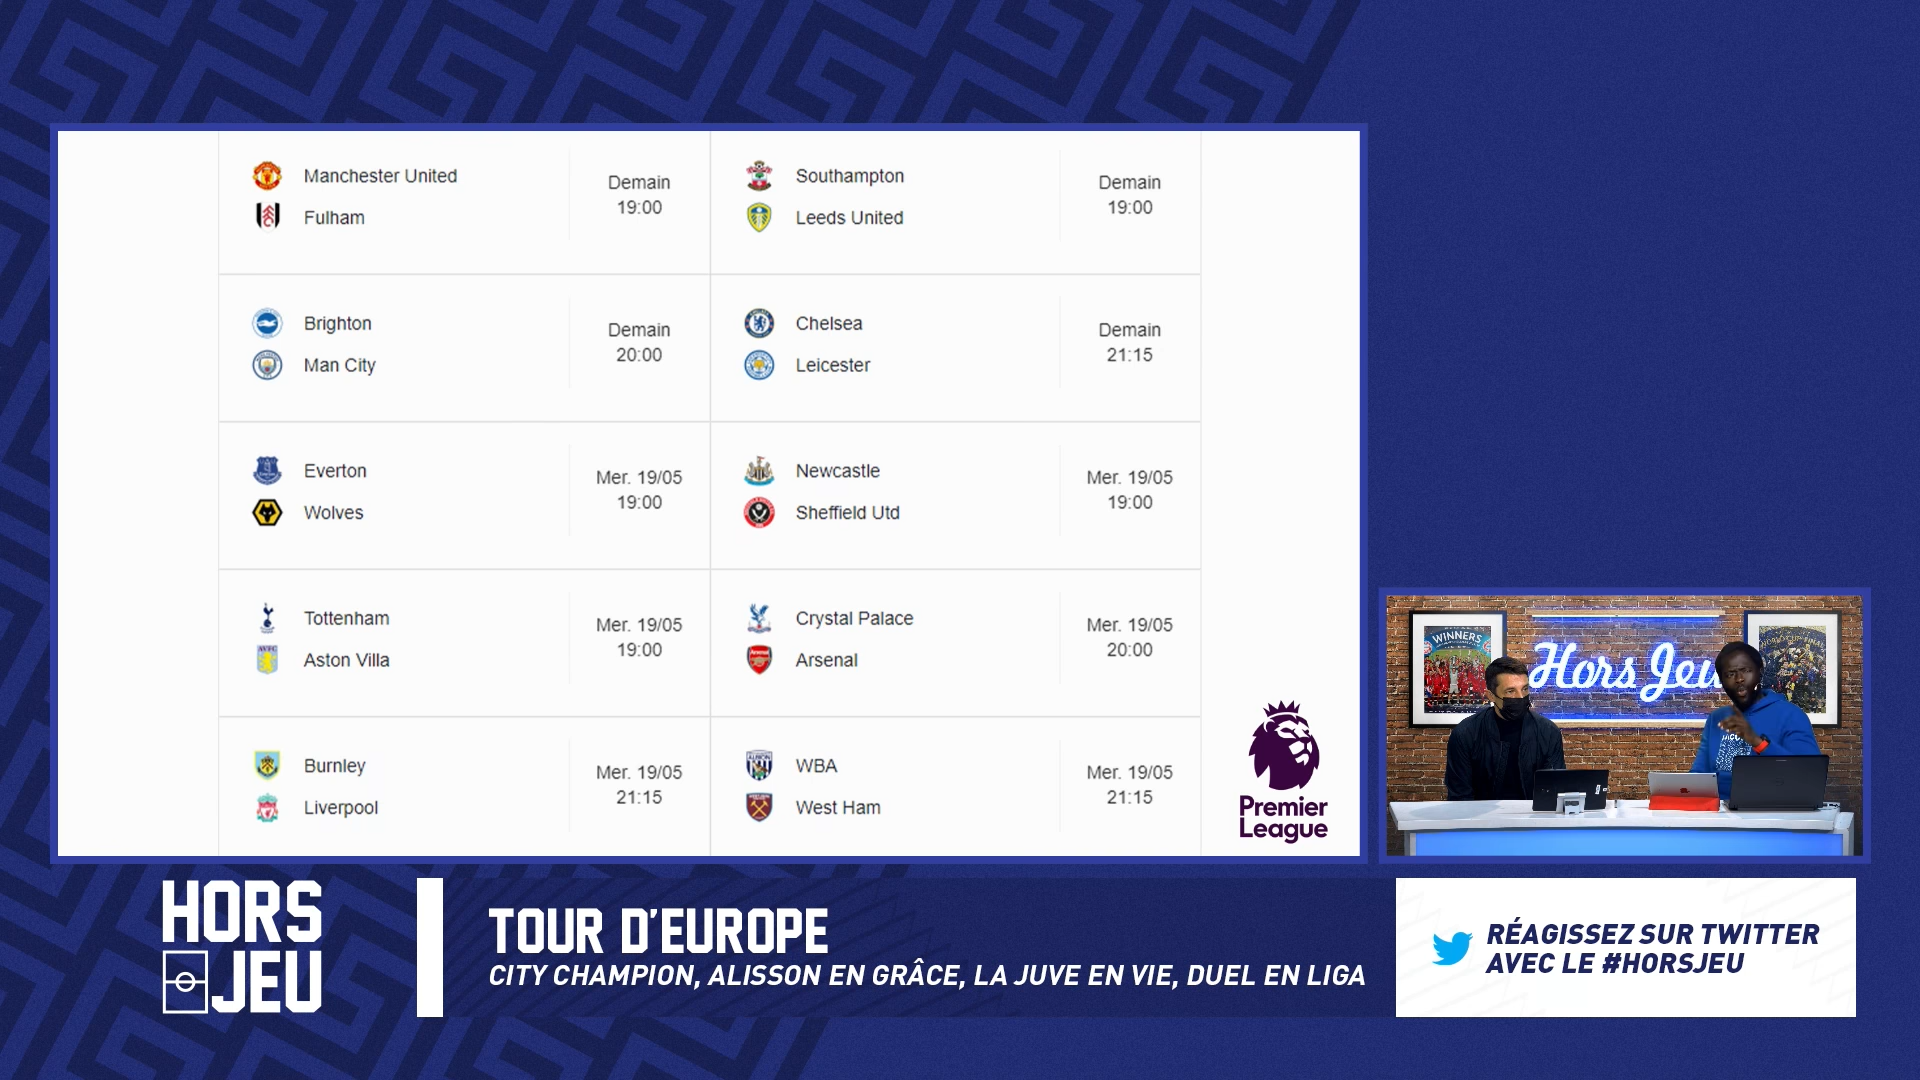 Manchester United
Fulham
Demain
19:00
Southampton
Leeds United
Demain
19:00
Brighton
Man City
Demain
20:00
Chelsea
Leicester
Demain
21:15
Everton
Wolves
Mer. 19/05
19:00
Newcastle
Sheffield Utd
Mer. 19/05
19:00
Tottenham
Aston Villa
Mer. 19/05
19:00
Crystal Palace
Arsenal
Mer. 19/05
20:00
Burnley
Liverpool
Mer. 19/05
21:15
WBA
West Ham
Mer. 19/05
21:15
Premier
League
WINNERS
Hors Jeu
HORS
JEU
TOUR D'EUROPE
CITY CHAMPION, ALISSON EN GRÂCE, LA JUVE EN VIE, DUEL EN LIGA
RÉAGISSEZ SUR TWITTER
AVEC LE #HORSJEU